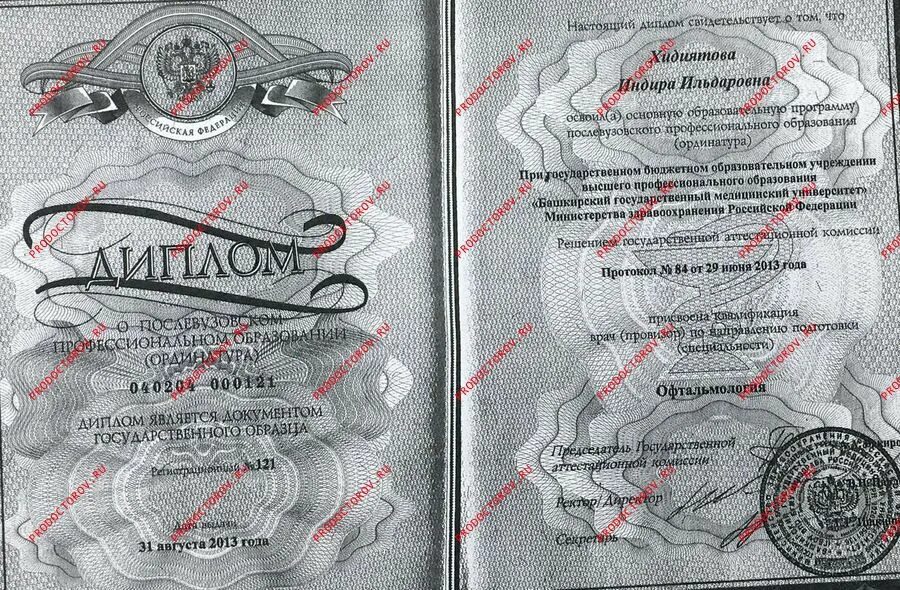 РОССИЙСКАЯ ФЕДЕРАЦИЯ
ДИПЛОМ
О ПОСЛЕВУЗОВСКОМ
ПРОФЕССИОНАЛЬНОМ ОБРАЗОВАНИИ
(ОРДИНАТУРА)
040204 000121
ДИПЛОМ ЯВЛЯЕТСЯ ДОКУМЕНТОМ
ГОСУДАРСТВЕННОГО ОБРАЗЦА
Регистрационный №121
Дата выдачи
31 августа 2013 года
Настоящий диплом свидетельствует о том, что
Хидиятова
Индира Ильдаровна
освоил(а) основную образовательную программу
послевузовского профессионального образования
(ординатура)
При государственном бюджетном образовательном учреждении
высшего профессионального образования
«Башкирский государственный медицинский университет»
Министерства здравоохранения Российской Федерации
Решением государственной аттестационной комиссии
Протокол № 84 от 29 июня 2013 года
присвоена квалификация
врач (провизор) по направлению подготовки
(специальности)
Офтальмология
Председатель Государственной
аттестационной комиссии
Ректор/Директор
Секретарь
PRODOCTOROV.RU